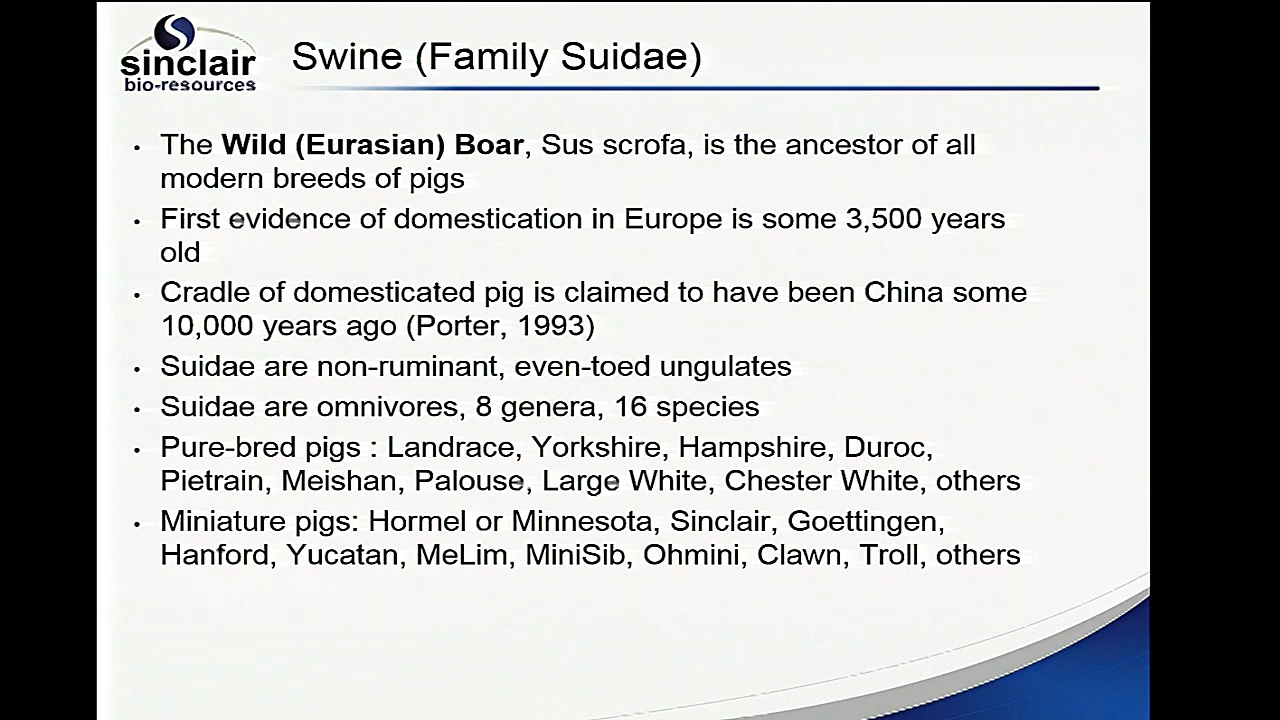 sinclair
bio-resources
Swine (Family Suidae)
• The Wild (Eurasian) Boar, Sus scrofa, is the ancestor of all
modern breeds of pigs
• First evidence of domestication in Europe is some 3,500 years
old
• Cradle of domesticated pig is claimed to have been China some
10,000 years ago (Porter, 1993)
• Suidae are non-ruminant, even-toed ungulates
• Suidae are omnivores, 8 genera, 16 species
• Pure-bred pigs : Landrace, Yorkshire, Hampshire, Duroc,
Pietrain, Meishan, Palouse, Large White, Chester White, others
• Miniature pigs: Hormel or Minnesota, Sinclair, Goettingen,
Hanford, Yucatan, MeLim, MiniSib, Ohmini, Clawn, Troll, others